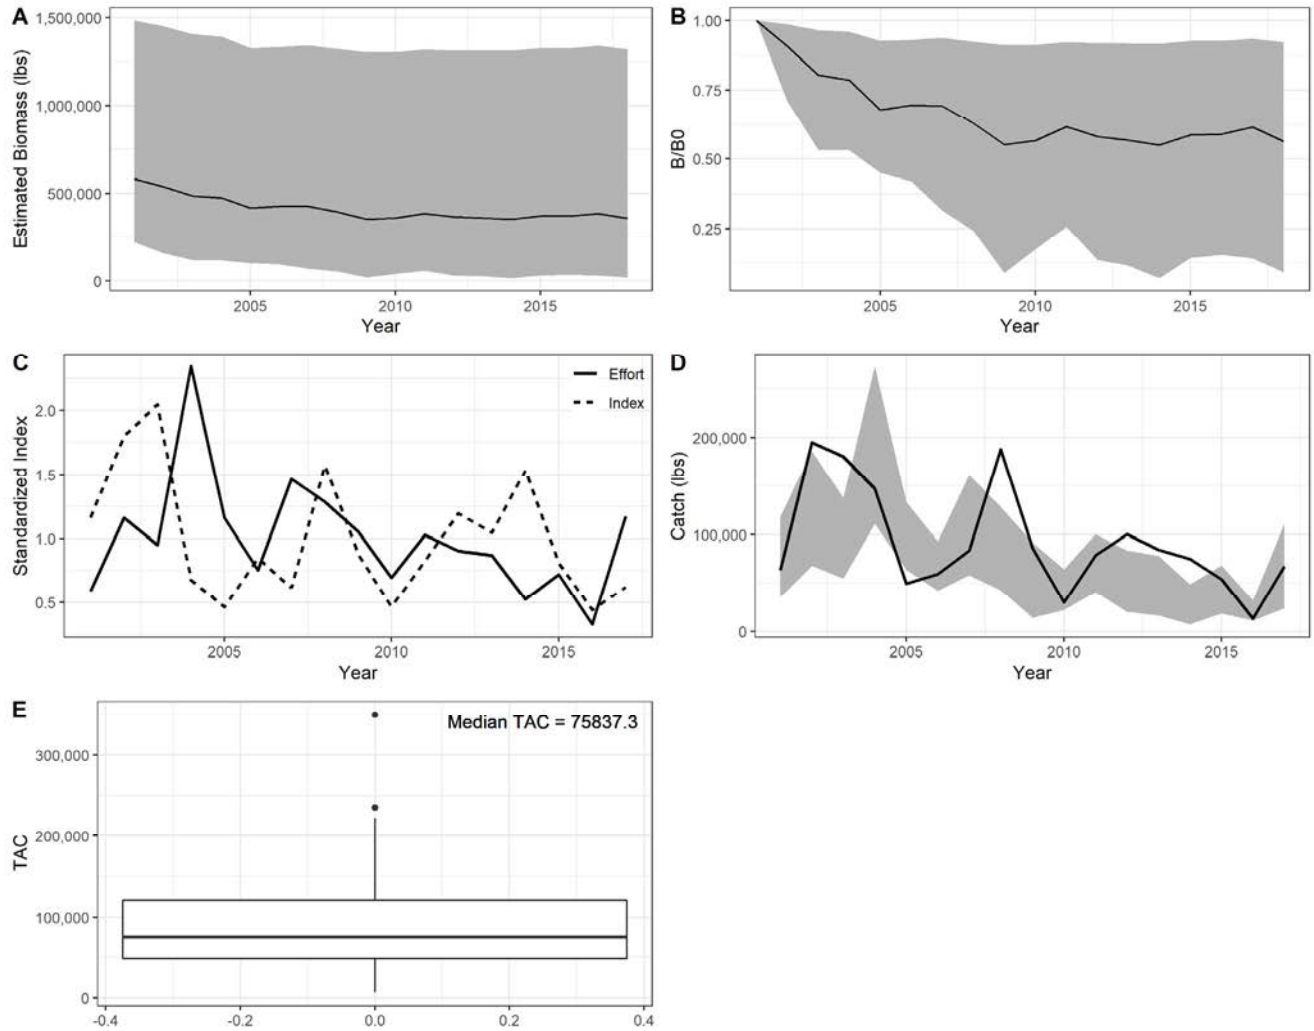 A
Estimated Biomass (lbs)
1,500,000
1,000,000
500,000
0
2005 2010 2015
Year
B
B/B0
1.00
0.75
0.50
0.25
2005 2010 2015
Year
C
Standardized Index
2.0
1.5
1.0
0.5
Effort
Index
2005 2010 2015
Year
D
Catch (lbs)
200,000
100,000
0
2005 2010 2015
Year
E
Median TAC = 75837.3
TAC
300,000
200,000
100,000
0
-0.4 -0.2 0.0 0.2 0.4